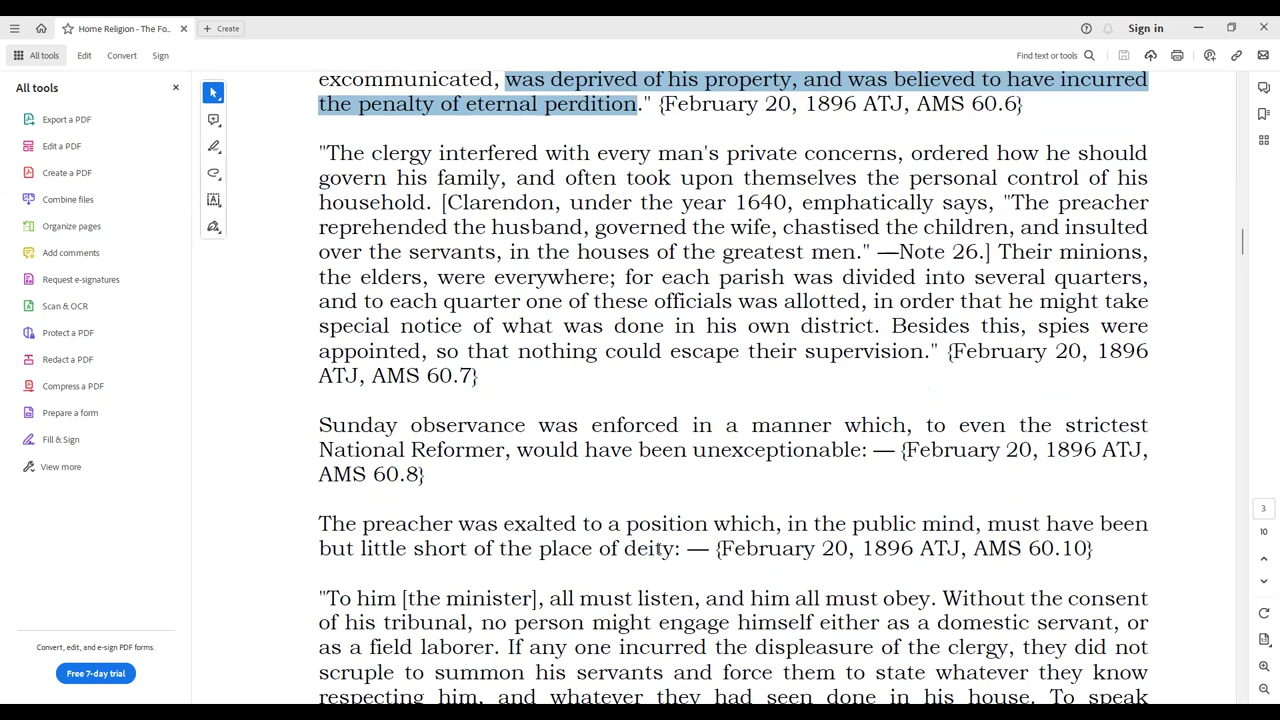 Home Religion - The Fo...
Create
Sign in
All tools
Edit
Convert
Sign
Find text or tools
All tools
Export a PDF
Edit a PDF
Create a PDF
Combine files
Organize pages
Add comments
Request e-signatures
Scan & OCR
Protect a PDF
Redact a PDF
Compress a PDF
Prepare a form
Fill & Sign
View more
Convert, edit, and e-sign PDF forms.
Free 7-day trial
excommunicated, was deprived of his property, and was believed to have incurred
the penalty of eternal perdition." {February 20, 1896 ATJ, AMS 60.6}
"The clergy interfered with every man's private concerns, ordered how he should
govern his family, and often took upon themselves the personal control of his
household. [Clarendon, under the year 1640, emphatically says, "The preacher
reprehended the husband, governed the wife, chastised the children, and insulted
over the servants, in the houses of the greatest men." —Note 26.] Their minions,
the elders, were everywhere; for each parish was divided into several quarters,
and to each quarter one of these officials was allotted, in order that he might take
special notice of what was done in his own district. Besides this, spies were
appointed, so that nothing could escape their supervision." {February 20, 1896
ATJ, AMS 60.7}
Sunday observance was enforced in a manner which, to even the strictest
National Reformer, would have been unexceptionable: — {February 20, 1896 ATJ,
AMS 60.8}
The preacher was exalted to a position which, in the public mind, must have been
but little short of the place of deity: — {February 20, 1896 ATJ, AMS 60.10}
"To him [the minister], all must listen, and him all must obey. Without the consent
of his tribunal, no person might engage himself either as a domestic servant, or
as a field laborer. If any one incurred the displeasure of the clergy, they did not
scruple to summon his servants and force them to state whatever they know
respecting him, and whatever they had seen done in his house. To speak
3
10